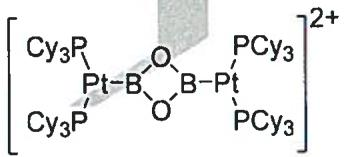 2+
Cy₃P O PCy₃
Pt–B B–Pt
Cy₃P O PCy₃